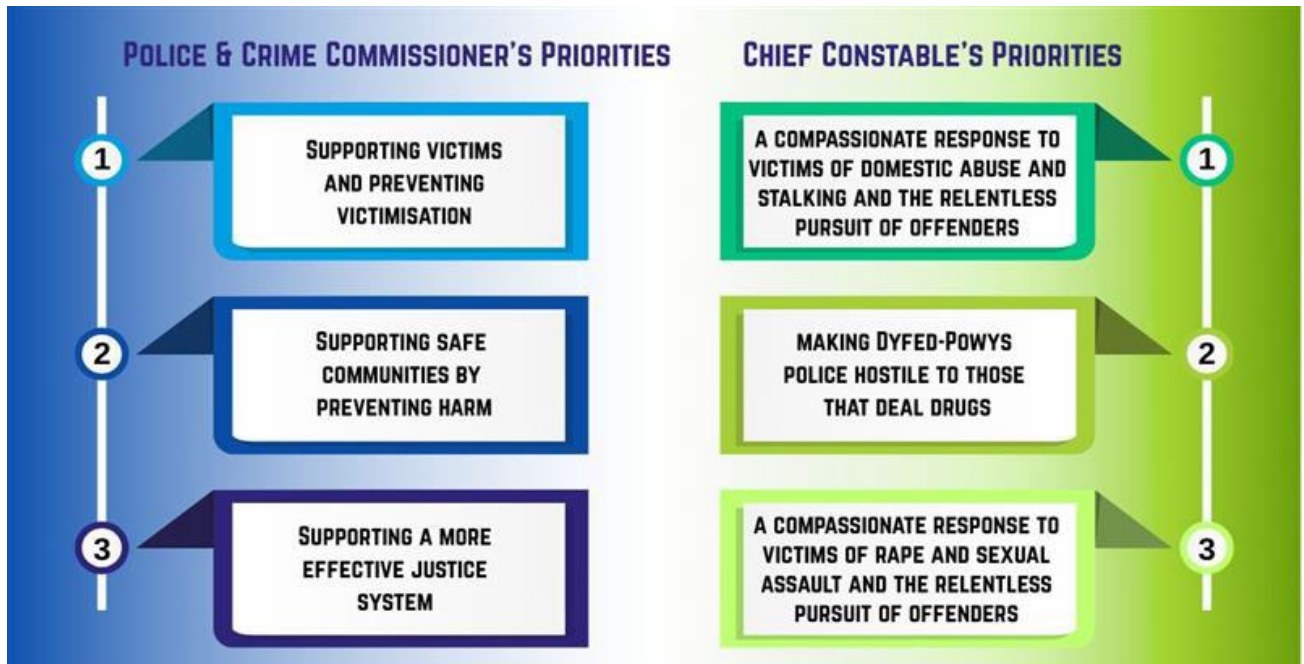 Police & Crime Commissioner's Priorities
1
Supporting victims
and preventing
victimisation
2
Supporting safe
communities by
preventing harm
3
Supporting a more
effective justice
system
Chief Constable's Priorities
1
A compassionate response to
victims of domestic abuse and
stalking and the relentless
pursuit of offenders
2
making Dyfed-Powys
Police hostile to those
that deal drugs
3
A compassionate response to
victims of rape and sexual
assault and the relentless
pursuit of offenders